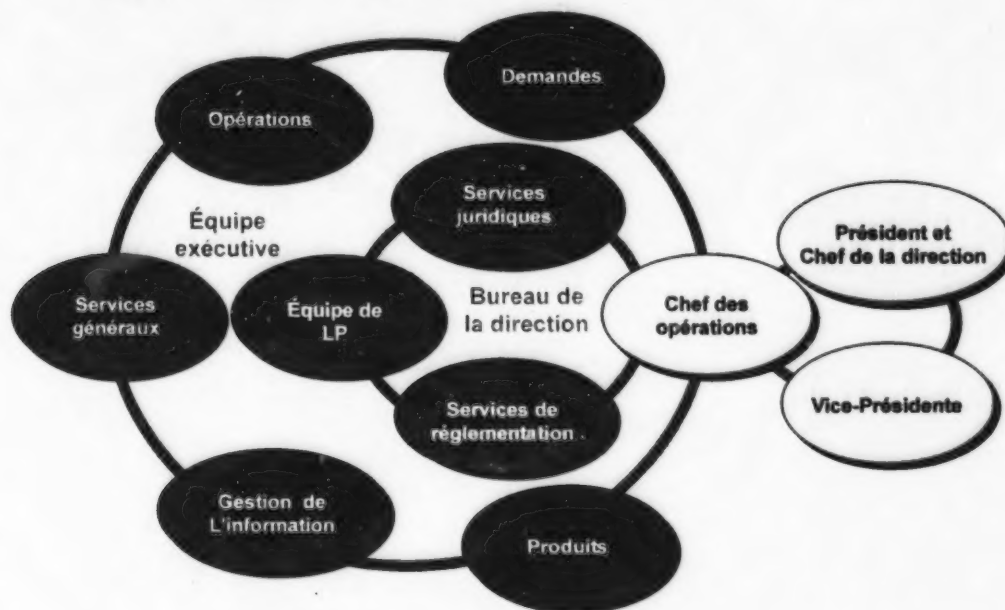 Demandes
Opérations
Services
juridiques
Équipe
exécutive
Président et
Chef de la direction
Services
généraux
Équipe de
LP
Bureau de
la direction
Chef des
opérations
Vice-Présidente
Services de
réglementation
Gestion de
L'information
Produits